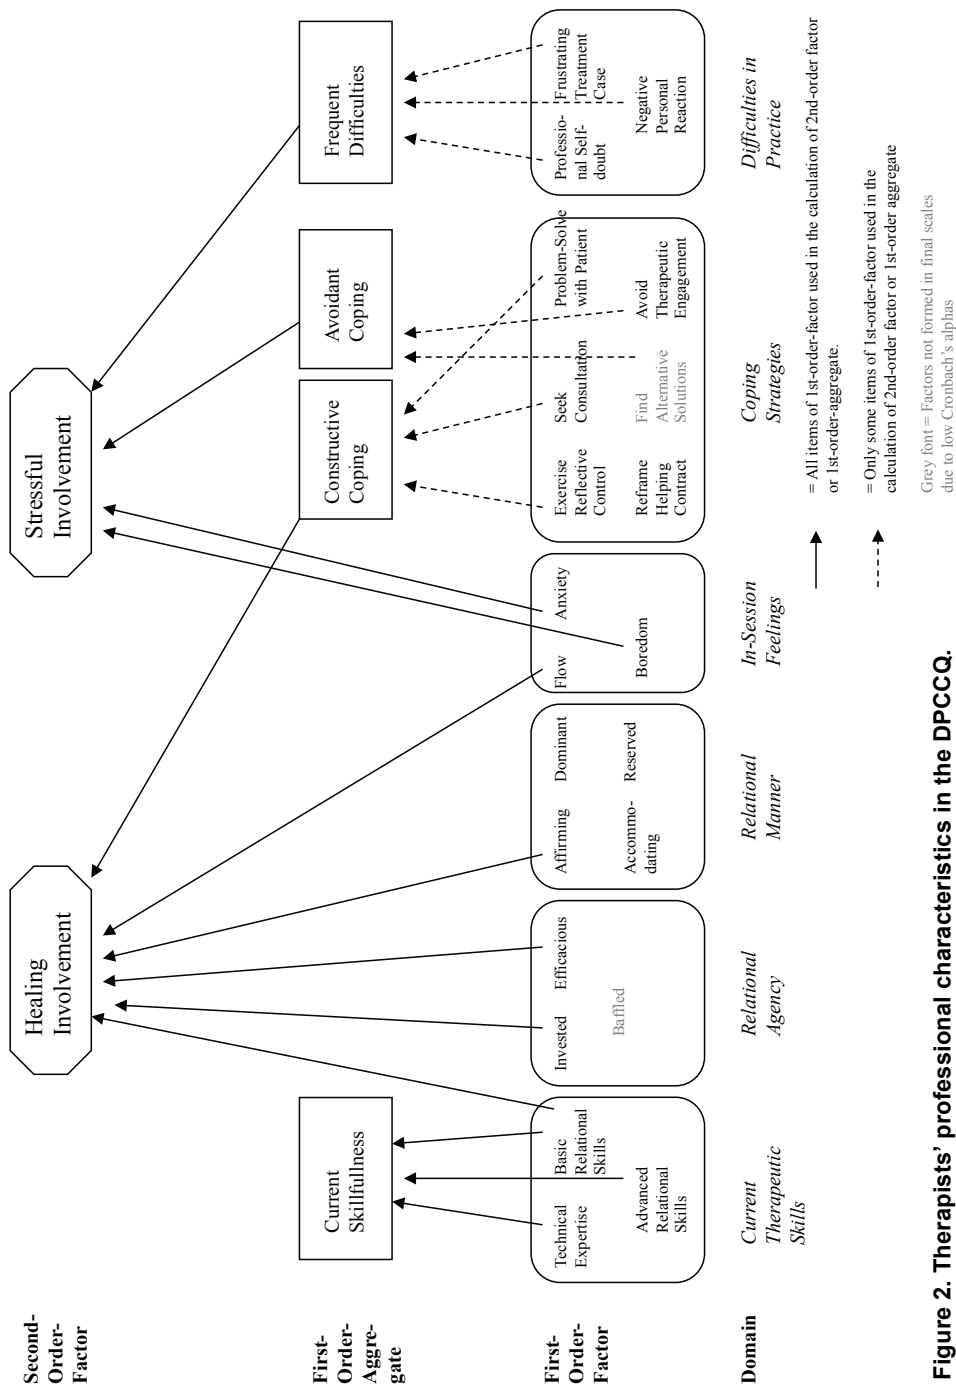 Second-
Order-
Factor
Healing
Involvement
Stressful
Involvement
First-
Order-
Aggre-
gate
Current
Skillfullness
Constructive
Coping
Avoidant
Coping
Frequent
Difficulties
First-
Order-
Factor
Technical
Expertise
Basic
Relational
Skills
Advanced
Relational
Skills
Invested
Efficacious
Baffled
Affirming
Dominant
Accommo-
dating
Reserved
Flow
Anxiety
Boredom
Exercise
Reflective
Control
Seek
Consultation
Problem-Solve
with Patient
Reframe
Helping
Contract
Find
Alternative
Solutions
Avoid
Therapeutic
Engagement
Professio-
nal Self-
doubt
Frustrating
Treatment
Case
Negative
Personal
Reaction
Domain
Current
Therapeutic
Skills
Relational
Agency
Relational
Manner
In-Session
Feelings
Coping
Strategies
Difficulties in
Practice
= All items of 1st-order-factor used in the calculation of 2nd-order factor
or 1st-order-aggregate.
= Only some items of 1st-order-factor used in the
calculation of 2nd-order factor or 1st-order aggregate
Grey font = Factors not formed in final scales
due to low Cronbach's alphas
Figure 2. Therapists' professional characteristics in the DPCCQ.